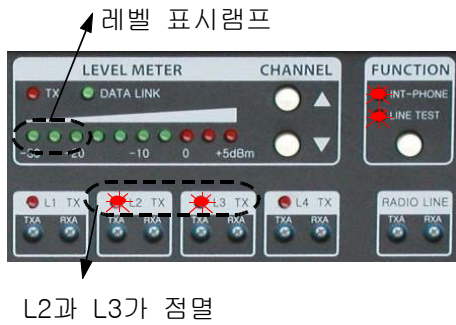 레벨 표시램프
LEVEL METER
CHANNEL
FUNCTION
TX
DATA LINK
INT-PHONE
LINE TEST
-30 -20 -10 0 +5dBm
L1 TX
L2 TX
L3 TX
L4 TX
RADIO LINE
TXA RXA
TXA RXA
TXA RXA
TXA RXA
TXA RXA
L2과 L3가 점멸